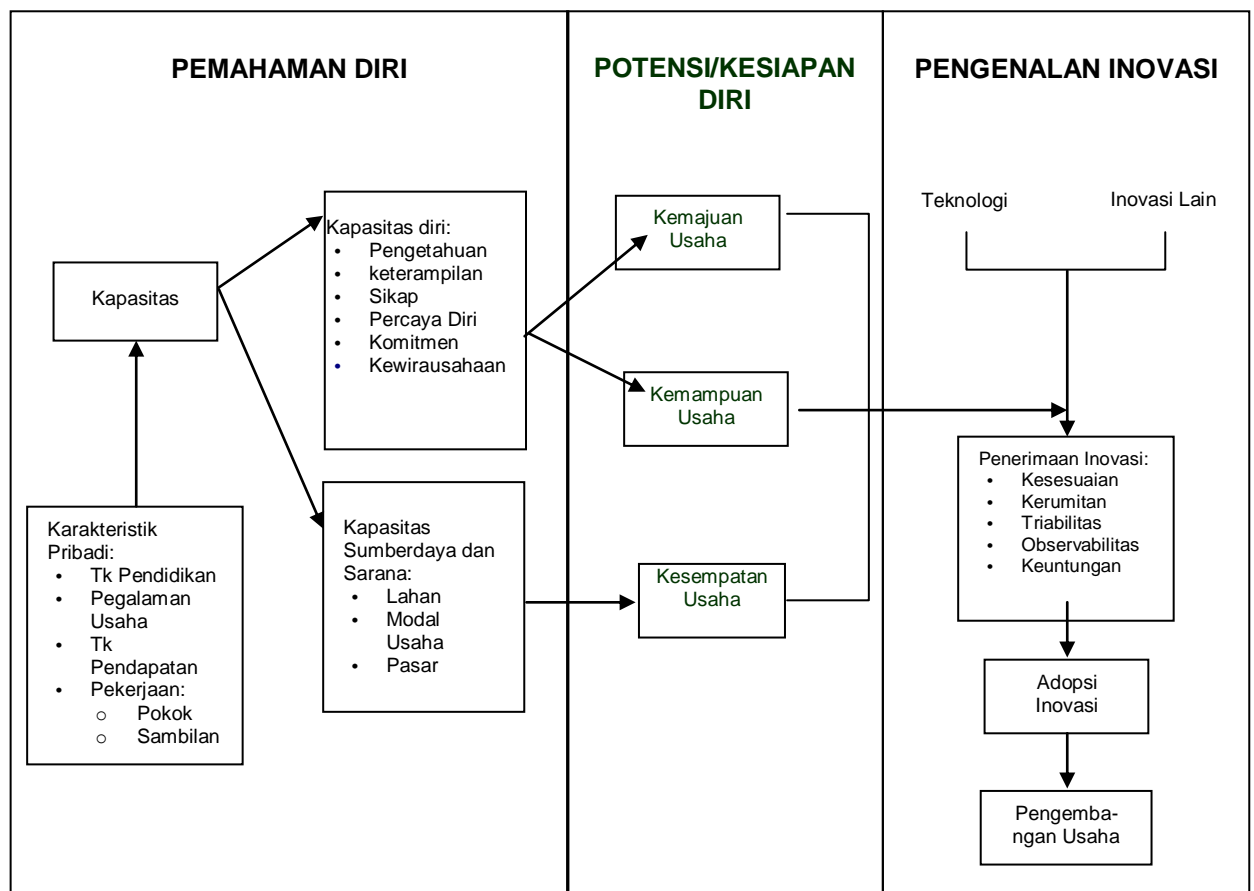 PEMAHAMAN DIRI
Kapasitas
Karakteristik
Pribadi:
• Tk Pendidikan
• Pegalaman
Usaha
• Tk
Pendapatan
• Pekerjaan:
o Pokok
o Sambilan
Kapasitas diri:
• Pengetahuan
• keterampilan
• Sikap
• Percaya Diri
• Komitmen
• Kewirausahaan
Kapasitas
Sumberdaya dan
Sarana:
• Lahan
• Modal
Usaha
• Pasar
POTENSI/KESIAPAN
DIRI
Kemajuan
Usaha
Kemampuan
Usaha
Kesempatan
Usaha
PENGENALAN INOVASI
Teknologi
Inovasi Lain
Penerimaan Inovasi:
• Kesesuaian
• Kerumitan
• Triabilitas
• Observabilitas
• Keuntungan
Adopsi
Inovasi
Pengemba-
ngan Usaha